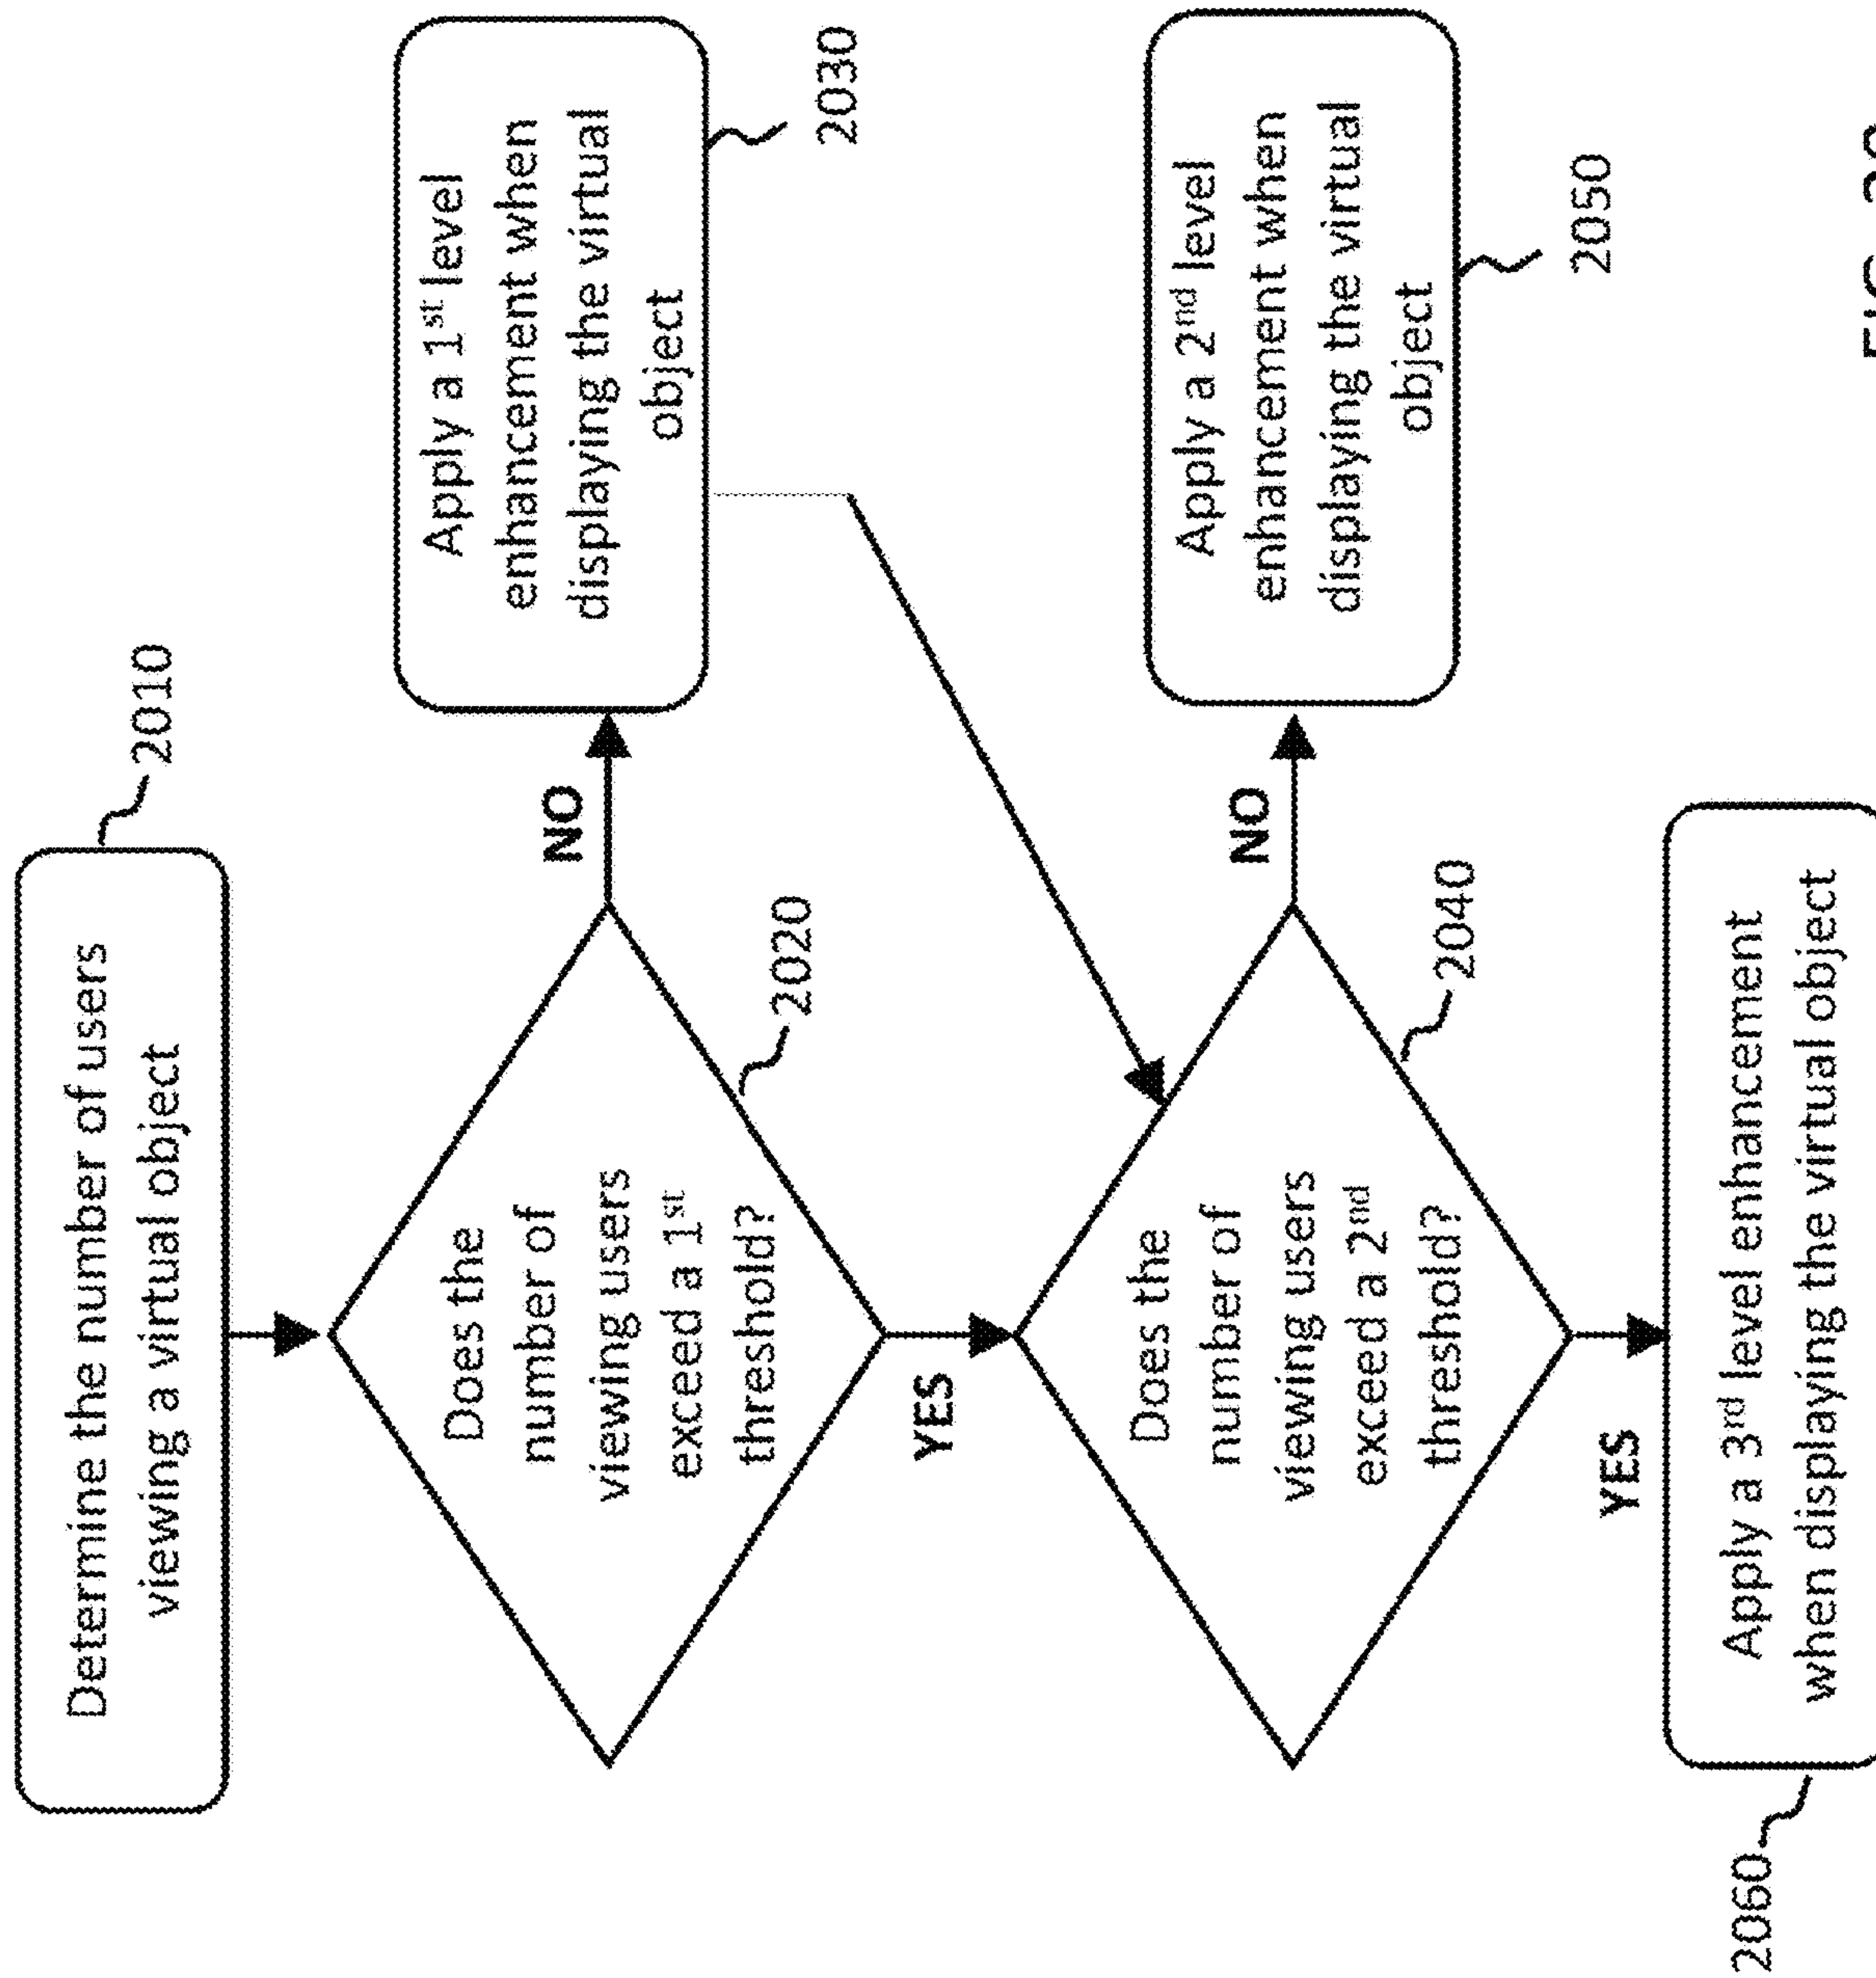 Determine the number of users
viewing a virtual object
2010
Does the
number of
viewing users
exceed a 1st
threshold?
2020
NO
Apply a 1st level
enhancement when
displaying the virtual
object
2030
YES
Does the
number of
viewing users
exceed a 2nd
threshold?
2040
NO
Apply a 2nd level
enhancement when
displaying the virtual
object
2050
YES
Apply a 3rd level enhancement
when displaying the virtual object
2060